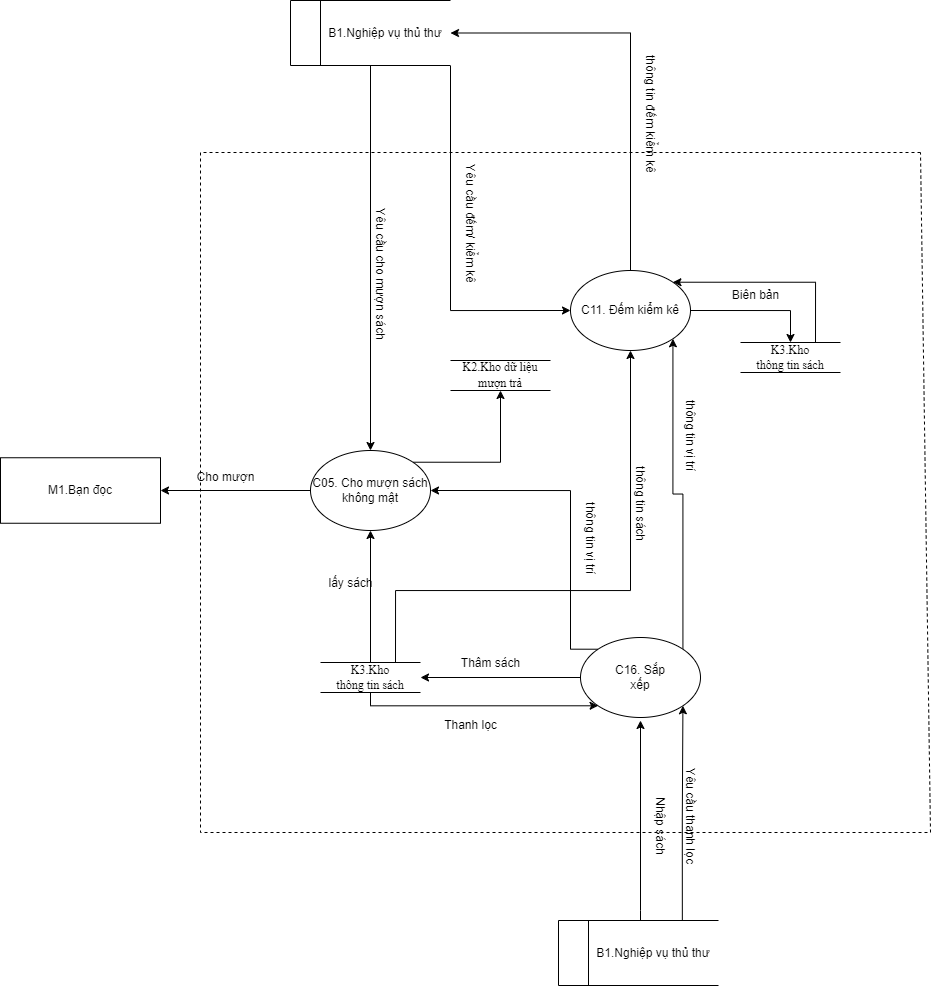 B1.Nghiệp vụ thủ thư
thông tin đếm kiểm kê
Yêu cầu đếm/ kiểm kê
Yêu cầu cho mượn sách
C11. Đếm kiểm kê
Biên bản
K3.Kho
thông tin sách
K2.Kho dữ liệu
mượn trả
thông tin vị trí
Cho mượn
M1.Bạn đọc
C05. Cho mượn sách
không mật
thông tin sách
thông tin vị trí
lấy sách
K3.Kho
thông tin sách
Thâm sách
C16. Sắp
xếp
Thanh lọc
Nhập sách
Yêu cầu thanh lọc
B1.Nghiệp vụ thủ thư